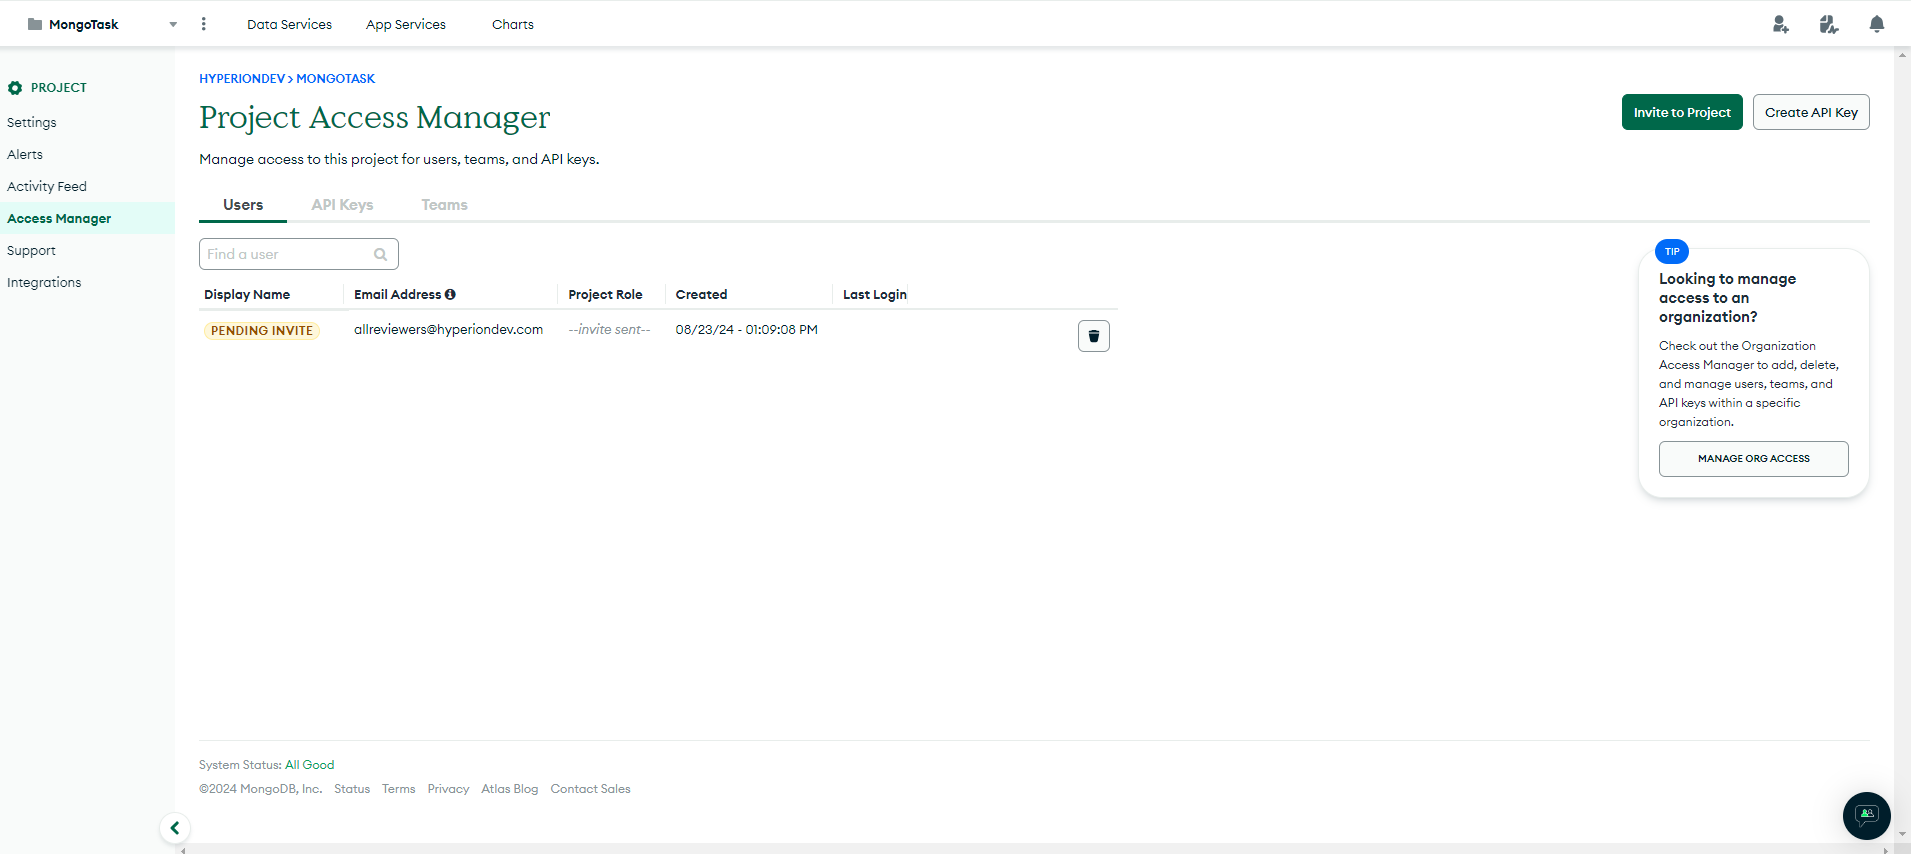 MongoTask
Data Services
App Services
Charts
PROJECT
Settings
Alerts
Activity Feed
Access Manager
Support
Integrations
HYPERIONDEV > MONGOTASK
Project Access Manager
Invite to Project
Create API Key
Manage access to this project for users, teams, and API keys.
Users
API Keys
Teams
Find a user
Display Name
Email Address
Project Role
Created
Last Login
PENDING INVITE
allreviewers@hyperiondev.com
--invite sent--
08/23/24 - 01:09:08 PM
TIP
Looking to manage
access to an
organization?
Check out the Organization
Access Manager to add, delete,
and manage users, teams, and
API keys within a specific
organization.
MANAGE ORG ACCESS
System Status: All Good
©2024 MongoDB, Inc.
Status
Terms
Privacy
Atlas Blog
Contact Sales